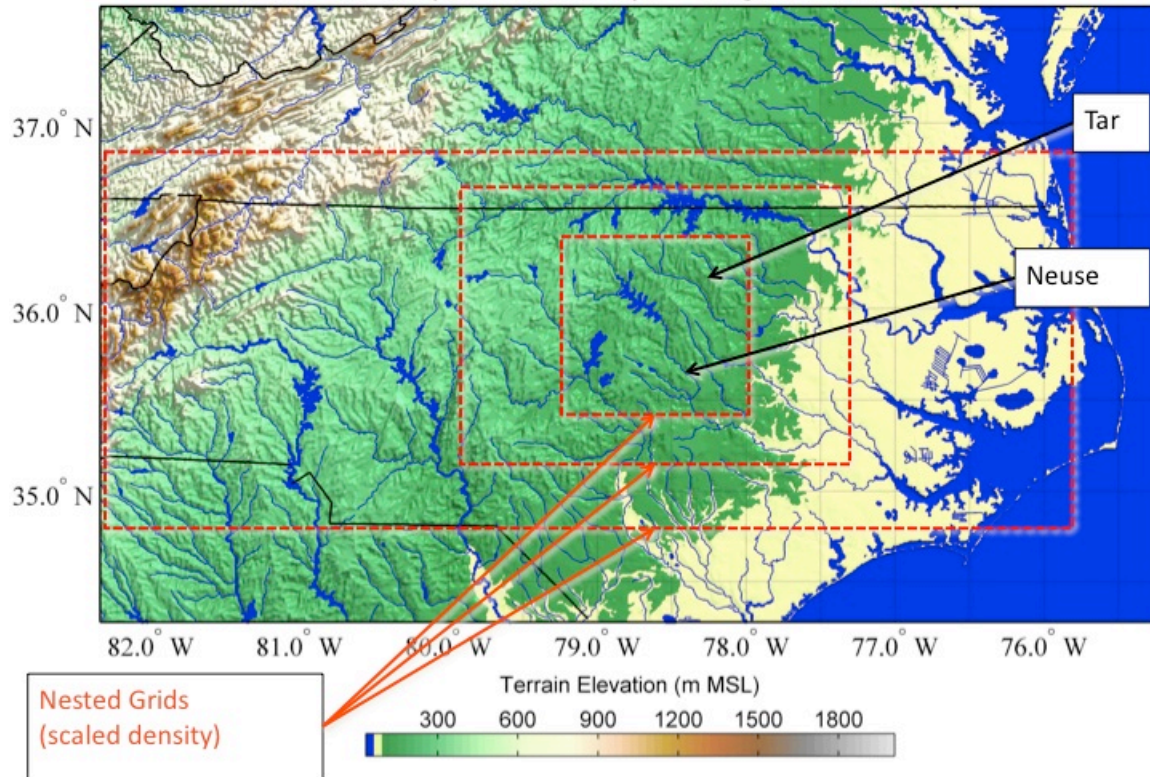 37.0° N
Tar
36.0° N
Neuse
35.0° N
82.0° W 81.0° W 80.0° W 79.0° W 78.0° W 77.0° W 76.0° W
Nested Grids
(scaled density)
Terrain Elevation (m MSL)
300 600 900 1200 1500 1800